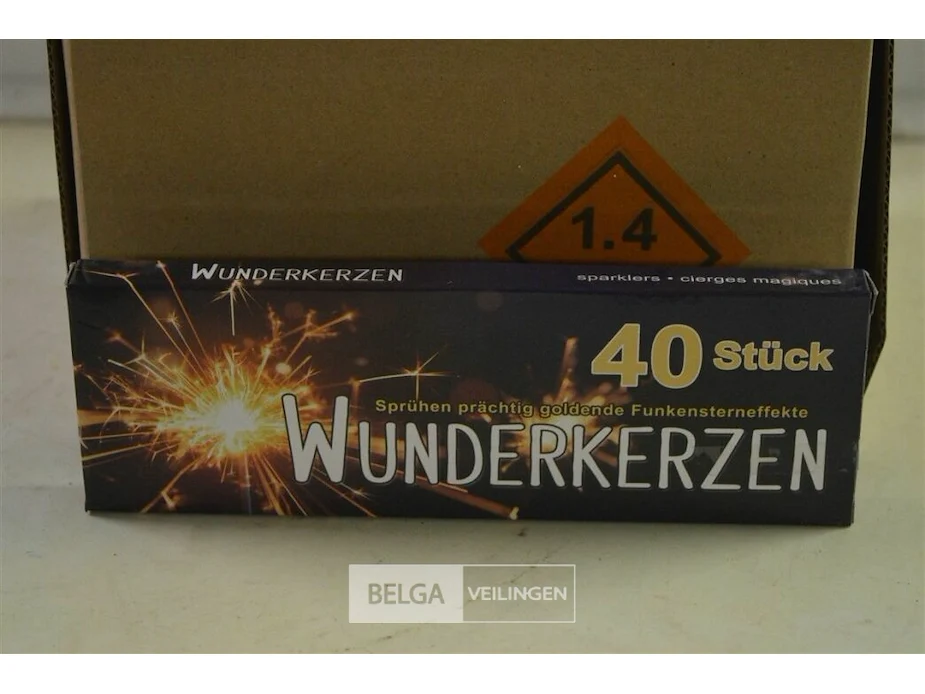 1.4
WUNDERKERZEN
sparklers • cierges magiques
40 Stück
Sprühen prächtig goldende Funkensterneffekte
WUNDERKERZEN
BELGA VEILINGEN